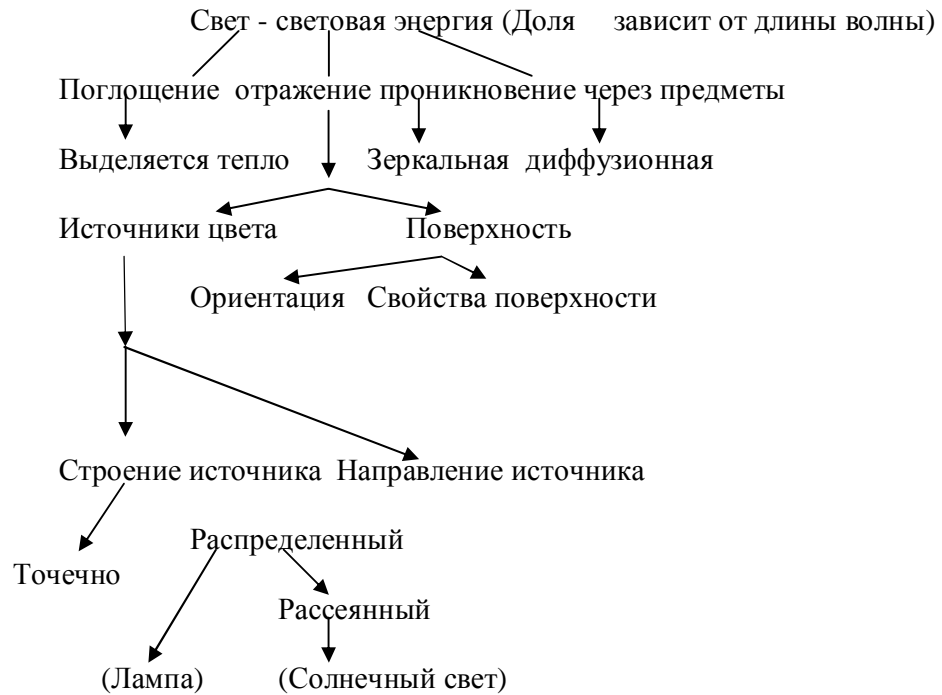 Свет - световая энергия (Доля зависит от длины волны)
Поглощение отражение проникновение через предметы
Выделяется тепло Зеркальная диффузионная
Источники цвета Поверхность
Ориентация Свойства поверхности
Строение источника Направление источника
Распределенный
Точечно
Рассеянный
(Лампа) (Солнечный свет)